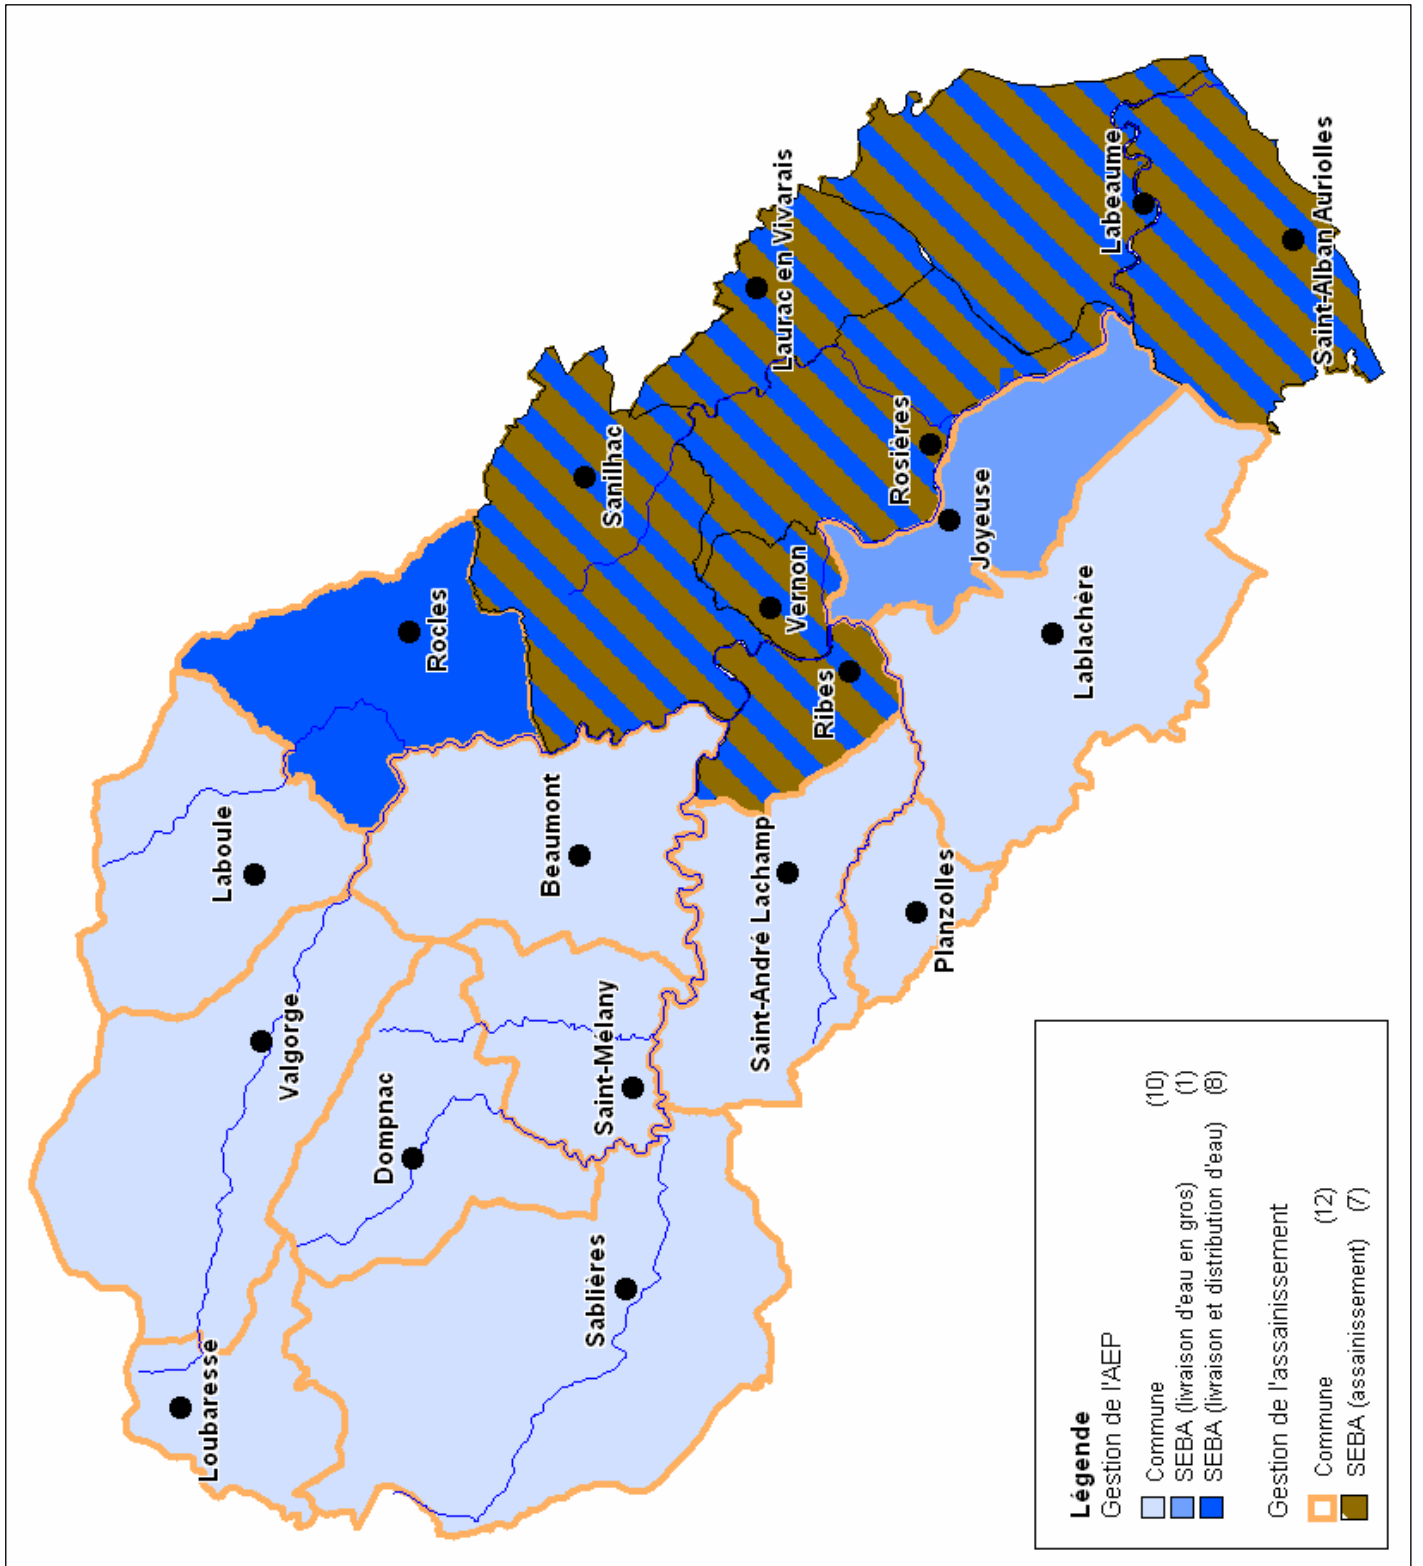 Loubaresse
Valgorge
Laboule
Rocles
Dompnac
Sablières
Saint-Mélany
Beaumont
Sanilhac
Saint-André Lachamp
Ribes
Vernon
Laurac en Vivarais
Planzolles
Rosières
Joyeuse
Lablachère
Labeaume
Saint-Alban Auriolles
Légende
Gestion de l'AEP
Commune (10)
SEBA (livraison d'eau en gros) (1)
SEBA (livraison et distribution d'eau) (8)
Gestion de l'assainissement
Commune (12)
SEBA (assainissement) (7)